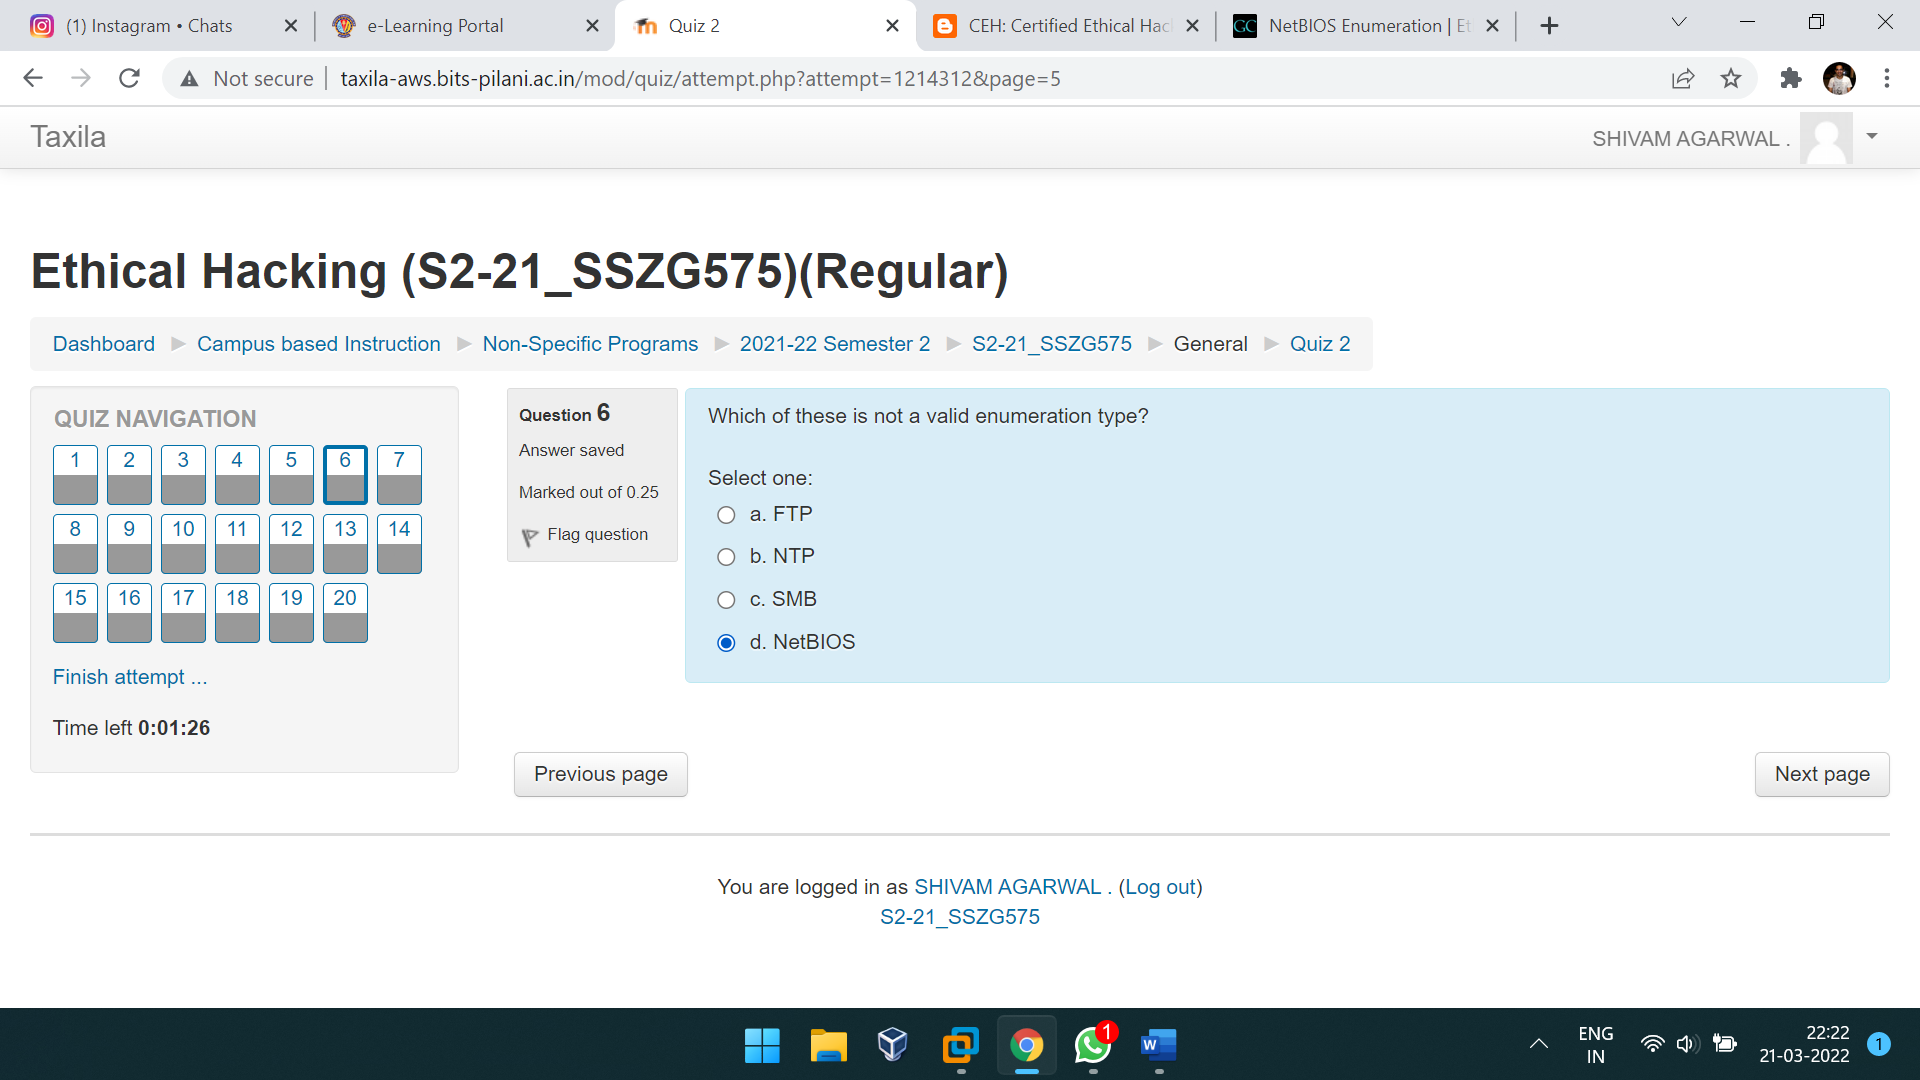 (1) Instagram • Chats
e-Learning Portal
Quiz 2
CEH: Certified Ethical Hac
GC
NetBIOS Enumeration | Et
Not secure
taxila-aws.bits-pilani.ac.in/mod/quiz/attempt.php?attempt=1214312&page=5
Taxila
SHIVAM AGARWAL .
Ethical Hacking (S2-21_SSZG575)(Regular)
Dashboard ► Campus based Instruction ► Non-Specific Programs ► 2021-22 Semester 2 ► S2-21_SSZG575 ► General ► Quiz 2
QUIZ NAVIGATION
1 2 3 4 5 6 7
8 9 10 11 12 13 14
15 16 17 18 19 20
Finish attempt ...
Time left 0:01:26
Question 6
Answer saved
Marked out of 0.25
Flag question
Which of these is not a valid enumeration type?
Select one:
a. FTP
b. NTP
c. SMB
d. NetBIOS
Previous page
Next page
You are logged in as SHIVAM AGARWAL . (Log out)
S2-21_SSZG575
1
W
ENG
IN
22:22
21-03-2022
1